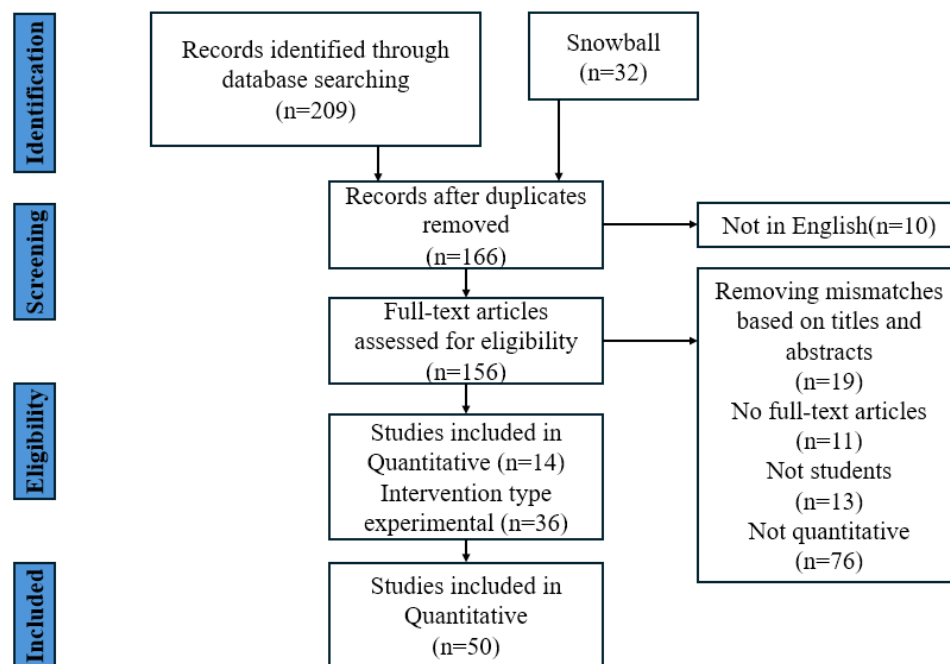 Identification
Records identified through
database searching
(n=209)
Snowball
(n=32)
Screening
Records after duplicates
removed
(n=166)
Not in English(n=10)
Full-text articles
assessed for eligibility
(n=156)
Removing mismatches
based on titles and
abstracts
(n=19)
No full-text articles
(n=11)
Not students
(n=13)
Not quantitative
(n=76)
Eligibility
Studies included in
Quantitative (n=14)
Intervention type
experimental (n=36)
Included
Studies included in
Quantitative
(n=50)